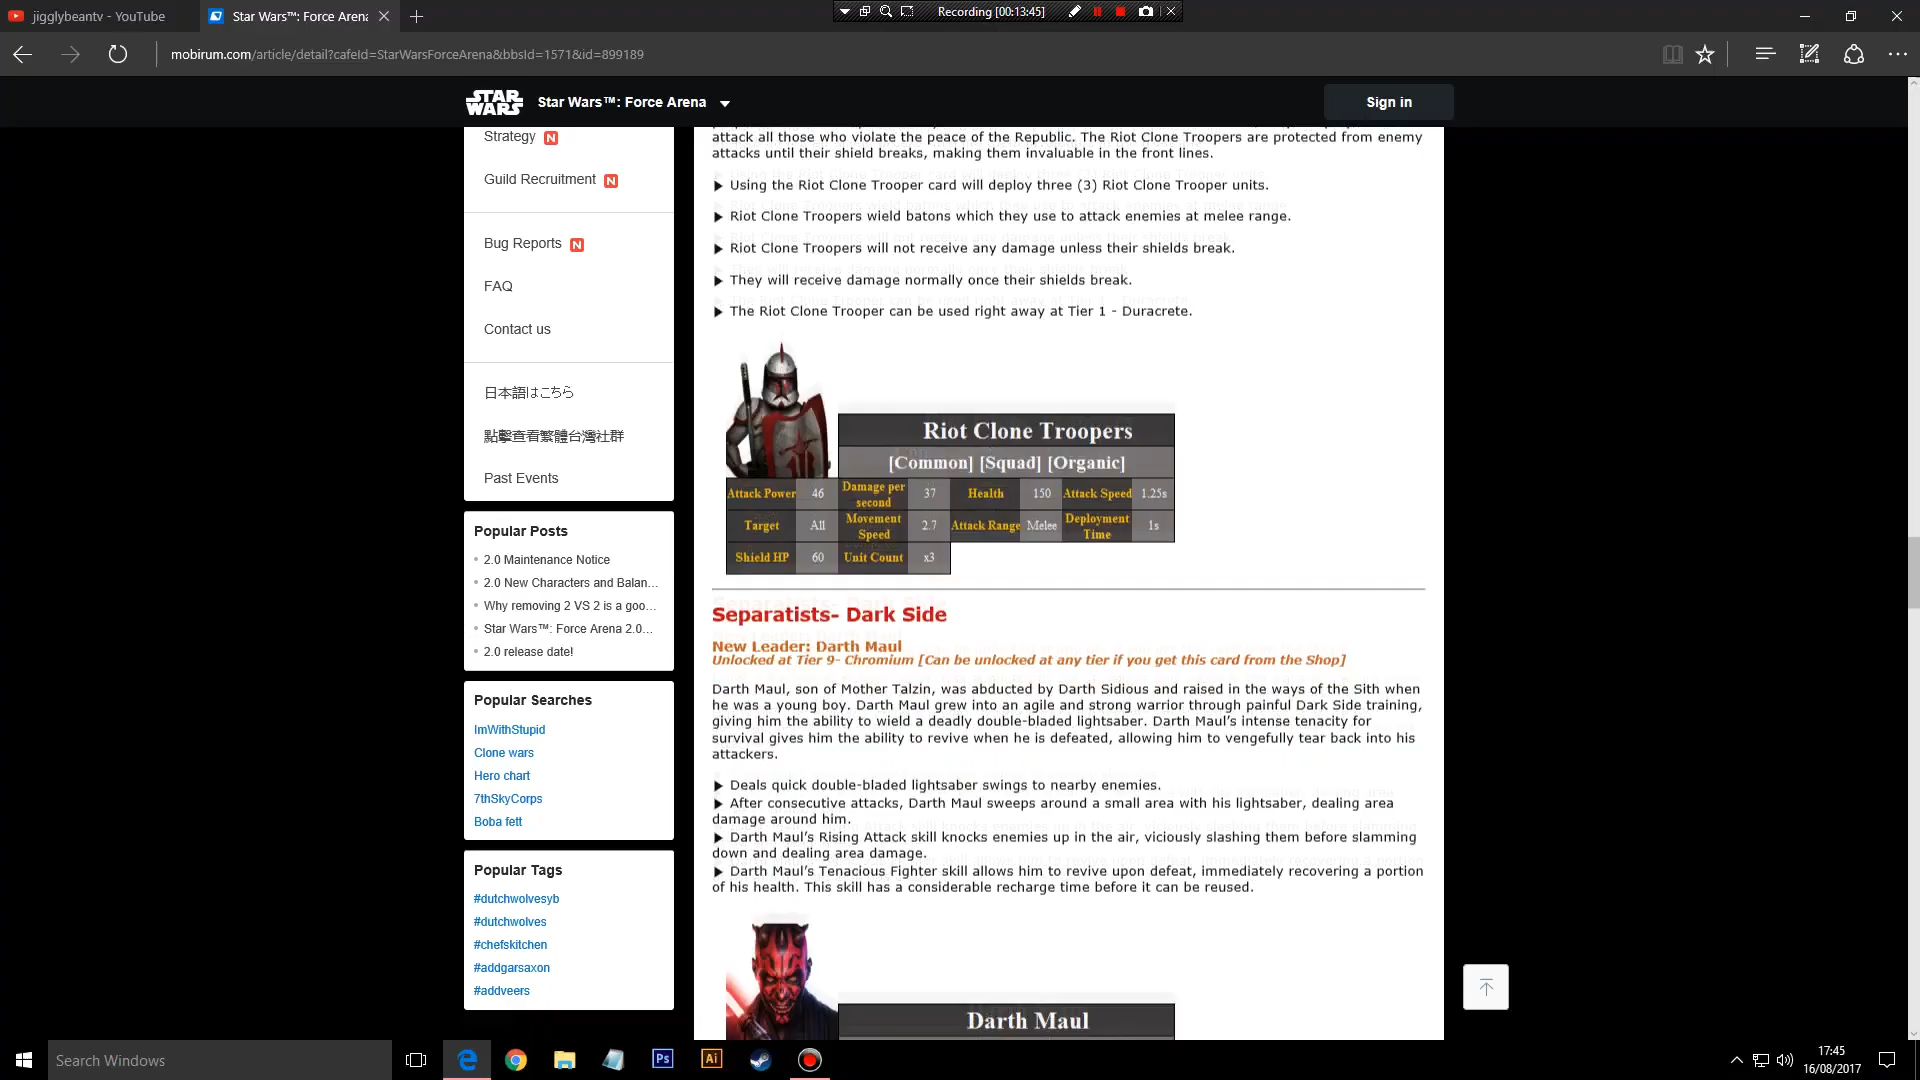 jigglybeantv - YouTube
Star Wars™: Force Arena
Recording [00:13:45]
mobirum.com/article/detail?cafeId=StarWarsForceArena&bbsId=1571&id=899189
STAR WARS
Star Wars™: Force Arena
Sign in
Strategy N
Guild Recruitment N
Bug Reports N
FAQ
Contact us
日本語はこちら
點擊查看繁體台灣社群
Past Events
Popular Posts
2.0 Maintenance Notice
2.0 New Characters and Balan...
Why removing 2 VS 2 is a goo...
Star Wars™: Force Arena 2.0...
2.0 release date!
Popular Searches
ImWithStupid
Clone wars
Hero chart
7thSkyCorps
Boba fett
Popular Tags
#dutchwolvesyb
#dutchwolves
#chefskitchen
#addgarsaxon
#addveers
attack all those who violate the peace of the Republic. The Riot Clone Troopers are protected from enemy
attacks until their shield breaks, making them invaluable in the front lines.
▶ Using the Riot Clone Trooper card will deploy three (3) Riot Clone Trooper units.
▶ Riot Clone Troopers wield batons which they use to attack enemies at melee range.
▶ Riot Clone Troopers will not receive any damage unless their shields break.
▶ They will receive damage normally once their shields break.
▶ The Riot Clone Trooper can be used right away at Tier 1 - Duracrete.
Riot Clone Troopers
[Common] [Squad] [Organic]
Attack Power 46 Damage per second 37 Health 150 Attack Speed 1.25s
Target All Movement Speed 2.7 Attack Range Melee Deployment Time 1s
Shield HP 60 Unit Count x3
Separatists- Dark Side
New Leader: Darth Maul
Unlocked at Tier 9- Chromium [Can be unlocked at any tier if you get this card from the Shop]
Darth Maul, son of Mother Talzin, was abducted by Darth Sidious and raised in the ways of the Sith when
he was a young boy. Darth Maul grew into an agile and strong warrior through painful Dark Side training,
giving him the ability to wield a deadly double-bladed lightsaber. Darth Maul's intense tenacity for
survival gives him the ability to revive when he is defeated, allowing him to vengefully tear back into his
attackers.
▶ Deals quick double-bladed lightsaber swings to nearby enemies.
▶ After consecutive attacks, Darth Maul sweeps around a small area with his lightsaber, dealing area
damage around him.
▶ Darth Maul's Rising Attack skill knocks enemies up in the air, viciously slashing them before slamming
down and dealing area damage.
▶ Darth Maul's Tenacious Fighter skill allows him to revive upon defeat, immediately recovering a portion
of his health. This skill has a considerable recharge time before it can be reused.
Darth Maul
Search Windows
Ps
Ai
17:45
16/08/2017